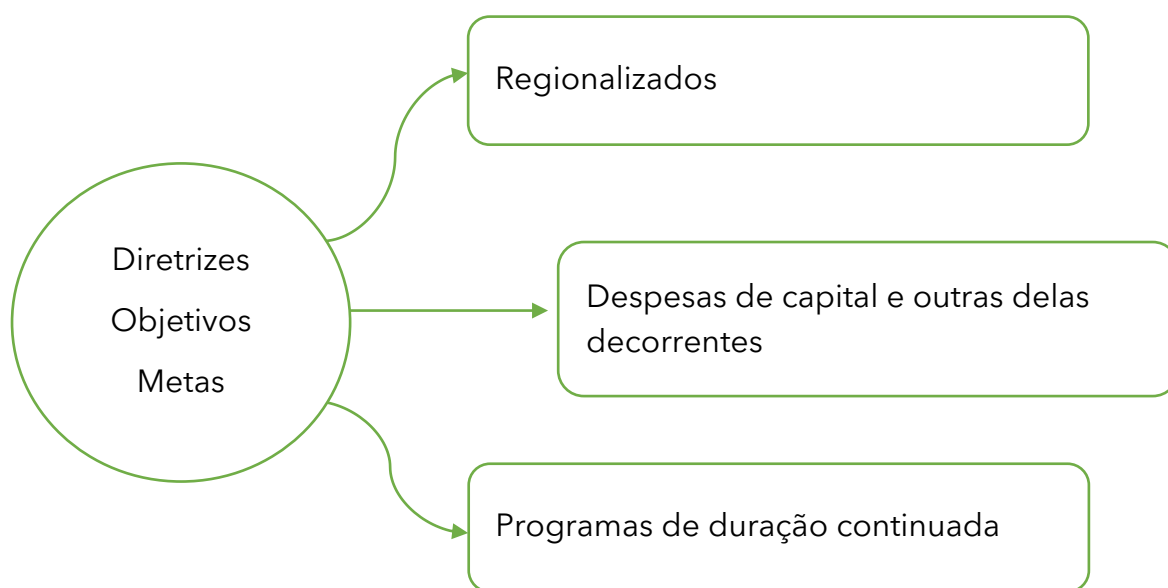 Regionalizados
Diretrizes
Objetivos
Metas
Despesas de capital e outras delas
decorrentes
Programas de duração continuada